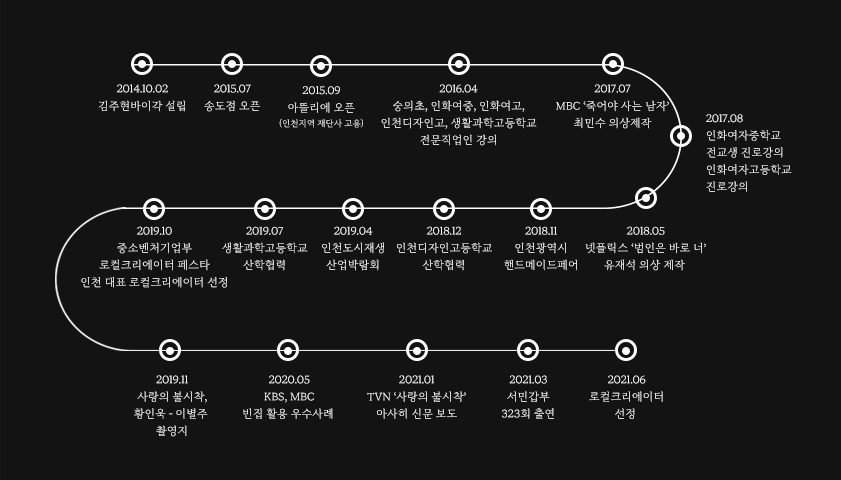 2014.10.02
김주현바이각 설립
2015.07
송도점 오픈
2015.09
아뜰리에 오픈
(인천지역 재단사 고용)
2016.04
숭의초, 인화여중, 인화여고,
인천디자인고, 생활과학고등학교
전문직업인 강의
2017.07
MBC ‘죽어야 사는 남자’
최민수 의상제작
2017.08
인화여자중학교
전교생 진로강의
인화여자고등학교
진로강의
2018.05
넷플릭스 ‘범인은 바로 너’
유재석 의상 제작
2018.11
인천광역시
핸드메이드페어
2018.12
인천디자인고등학교
산학협력
2019.04
인천도시재생
산업박람회
2019.07
생활과학고등학교
산학협력
2019.10
중소벤처기업부
로컬크리에이터 페스타
인천 대표 로컬크리에이터 선정
2019.11
사랑의 불시착,
황인욱 - 이별주
촬영지
2020.05
KBS, MBC
빈집 활용 우수사례
2021.01
TVN ‘사랑의 불시착’
아사히 신문 보도
2021.03
서민갑부
323회 출연
2021.06
로컬크리에이터
선정